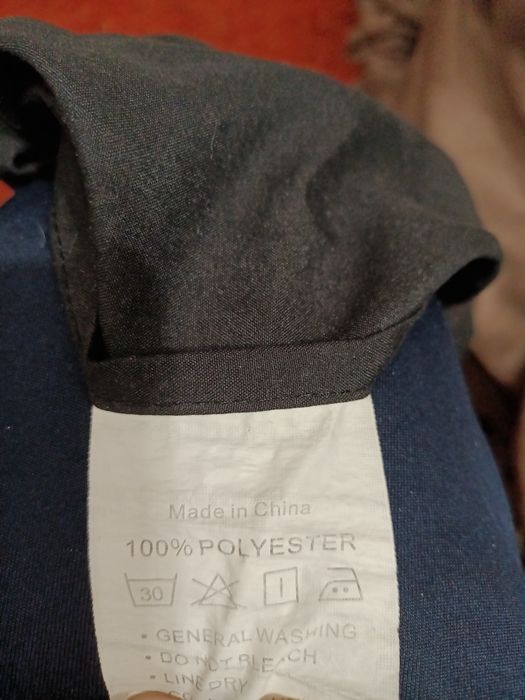 Made in China
100% POLYESTER
30
• GENERAL WASHING
• DO NOT BLEACH
• LINE DRY